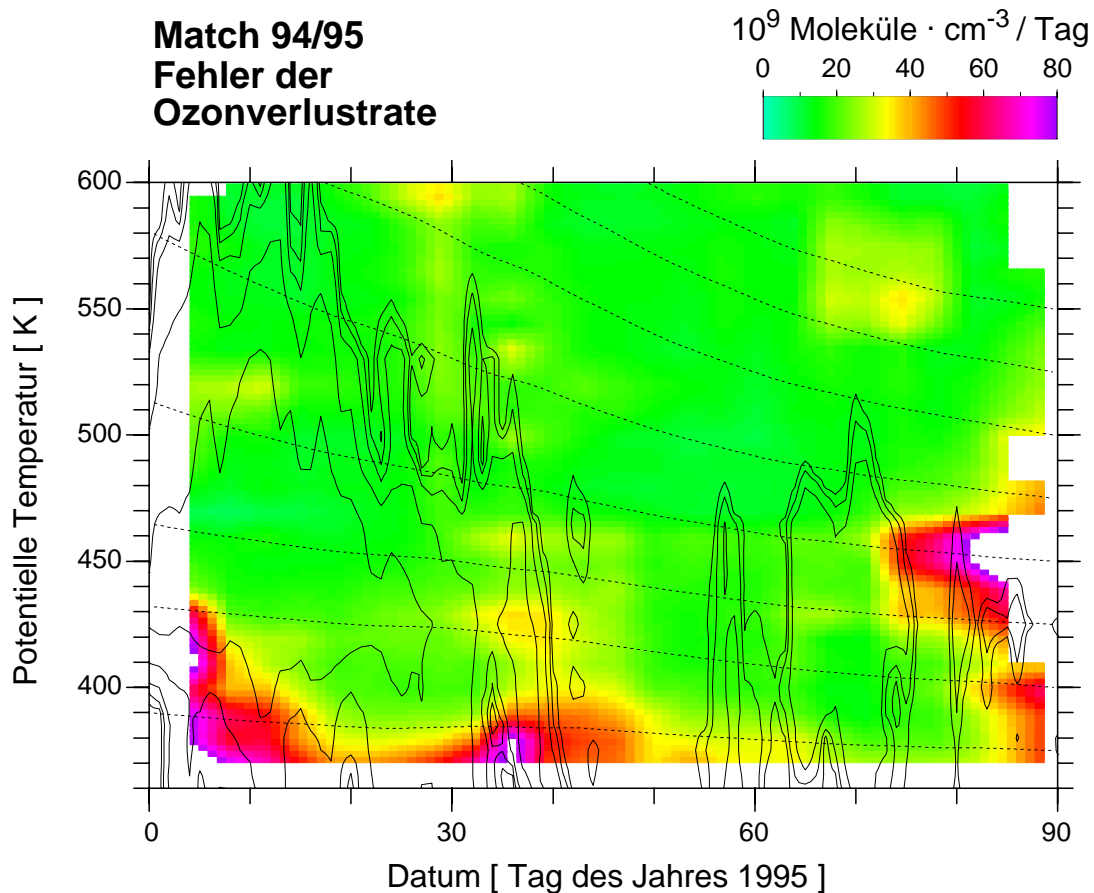 Match 94/95
Fehler der
Ozonverlustrate
10⁹ Moleküle · cm⁻³ / Tag
0 20 40 60 80
Potentielle Temperatur [ K ]
600
550
500
450
400
0 30 60 90
Datum [ Tag des Jahres 1995 ]